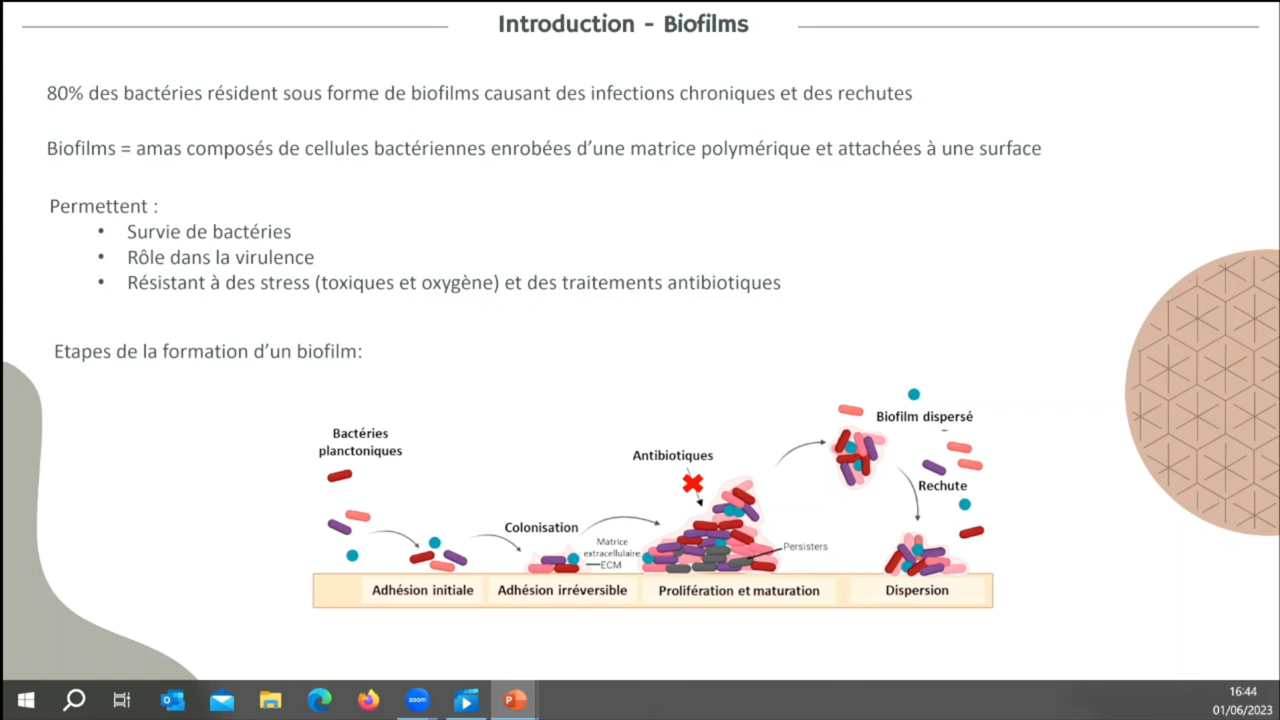 Introduction - Biofilms
80% des bactéries résident sous forme de biofilms causant des infections chroniques et des rechutes
Biofilms = amas composés de cellules bactériennes enrobées d’une matrice polymérique et attachées à une surface
Permettent :
• Survie de bactéries
• Rôle dans la virulence
• Résistant à des stress (toxiques et oxygène) et des traitements antibiotiques
Etapes de la formation d’un biofilm:
Bactéries
planctoniques
Colonisation
Matrice
extracellulaire
ECM
Antibiotiques
Persisters
Biofilm dispersé
Rechute
Adhésion initiale
Adhésion irréversible
Prolifération et maturation
Dispersion
zoom
16:44
01/06/2023